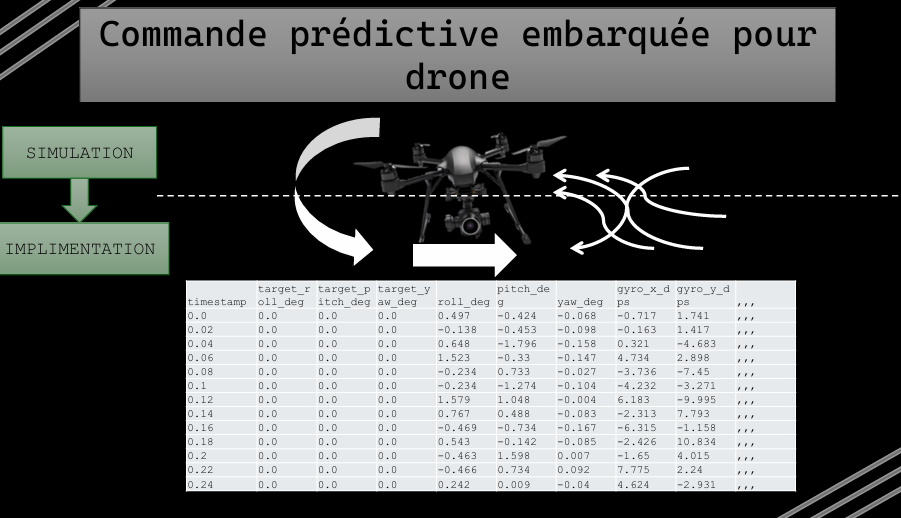 Commande prédictive embarquée pour
drone
SIMULATION
IMPLIMENTATION
timestamp target_r oll_deg target_p itch_deg target_y aw_deg roll_deg pitch_de g yaw_deg gyro_x_d ps gyro_y_d ps ,,,
0.0 0.0 0.0 0.0 0.497 -0.424 -0.068 -0.717 1.741 ,,,
0.02 0.0 0.0 0.0 -0.138 -0.453 -0.098 -0.163 1.417 ,,,
0.04 0.0 0.0 0.0 0.648 -1.796 -0.158 0.321 -4.683 ,,,
0.06 0.0 0.0 0.0 1.523 -0.33 -0.147 4.734 2.898 ,,,
0.08 0.0 0.0 0.0 -0.234 0.733 -0.027 -3.736 -7.45 ,,,
0.1 0.0 0.0 0.0 -0.234 -1.274 -0.104 -4.232 -3.271 ,,,
0.12 0.0 0.0 0.0 1.579 1.048 -0.004 6.183 -9.995 ,,,
0.14 0.0 0.0 0.0 0.767 0.488 -0.083 -2.313 7.793 ,,,
0.16 0.0 0.0 0.0 -0.469 -0.734 -0.167 -6.315 -1.158 ,,,
0.18 0.0 0.0 0.0 0.543 -0.142 -0.085 -2.426 10.834 ,,,
0.2 0.0 0.0 0.0 -0.463 1.598 0.007 -1.65 4.015 ,,,
0.22 0.0 0.0 0.0 -0.466 0.734 0.092 7.775 2.24 ,,,
0.24 0.0 0.0 0.0 0.242 0.009 -0.04 4.624 -2.931 ,,,